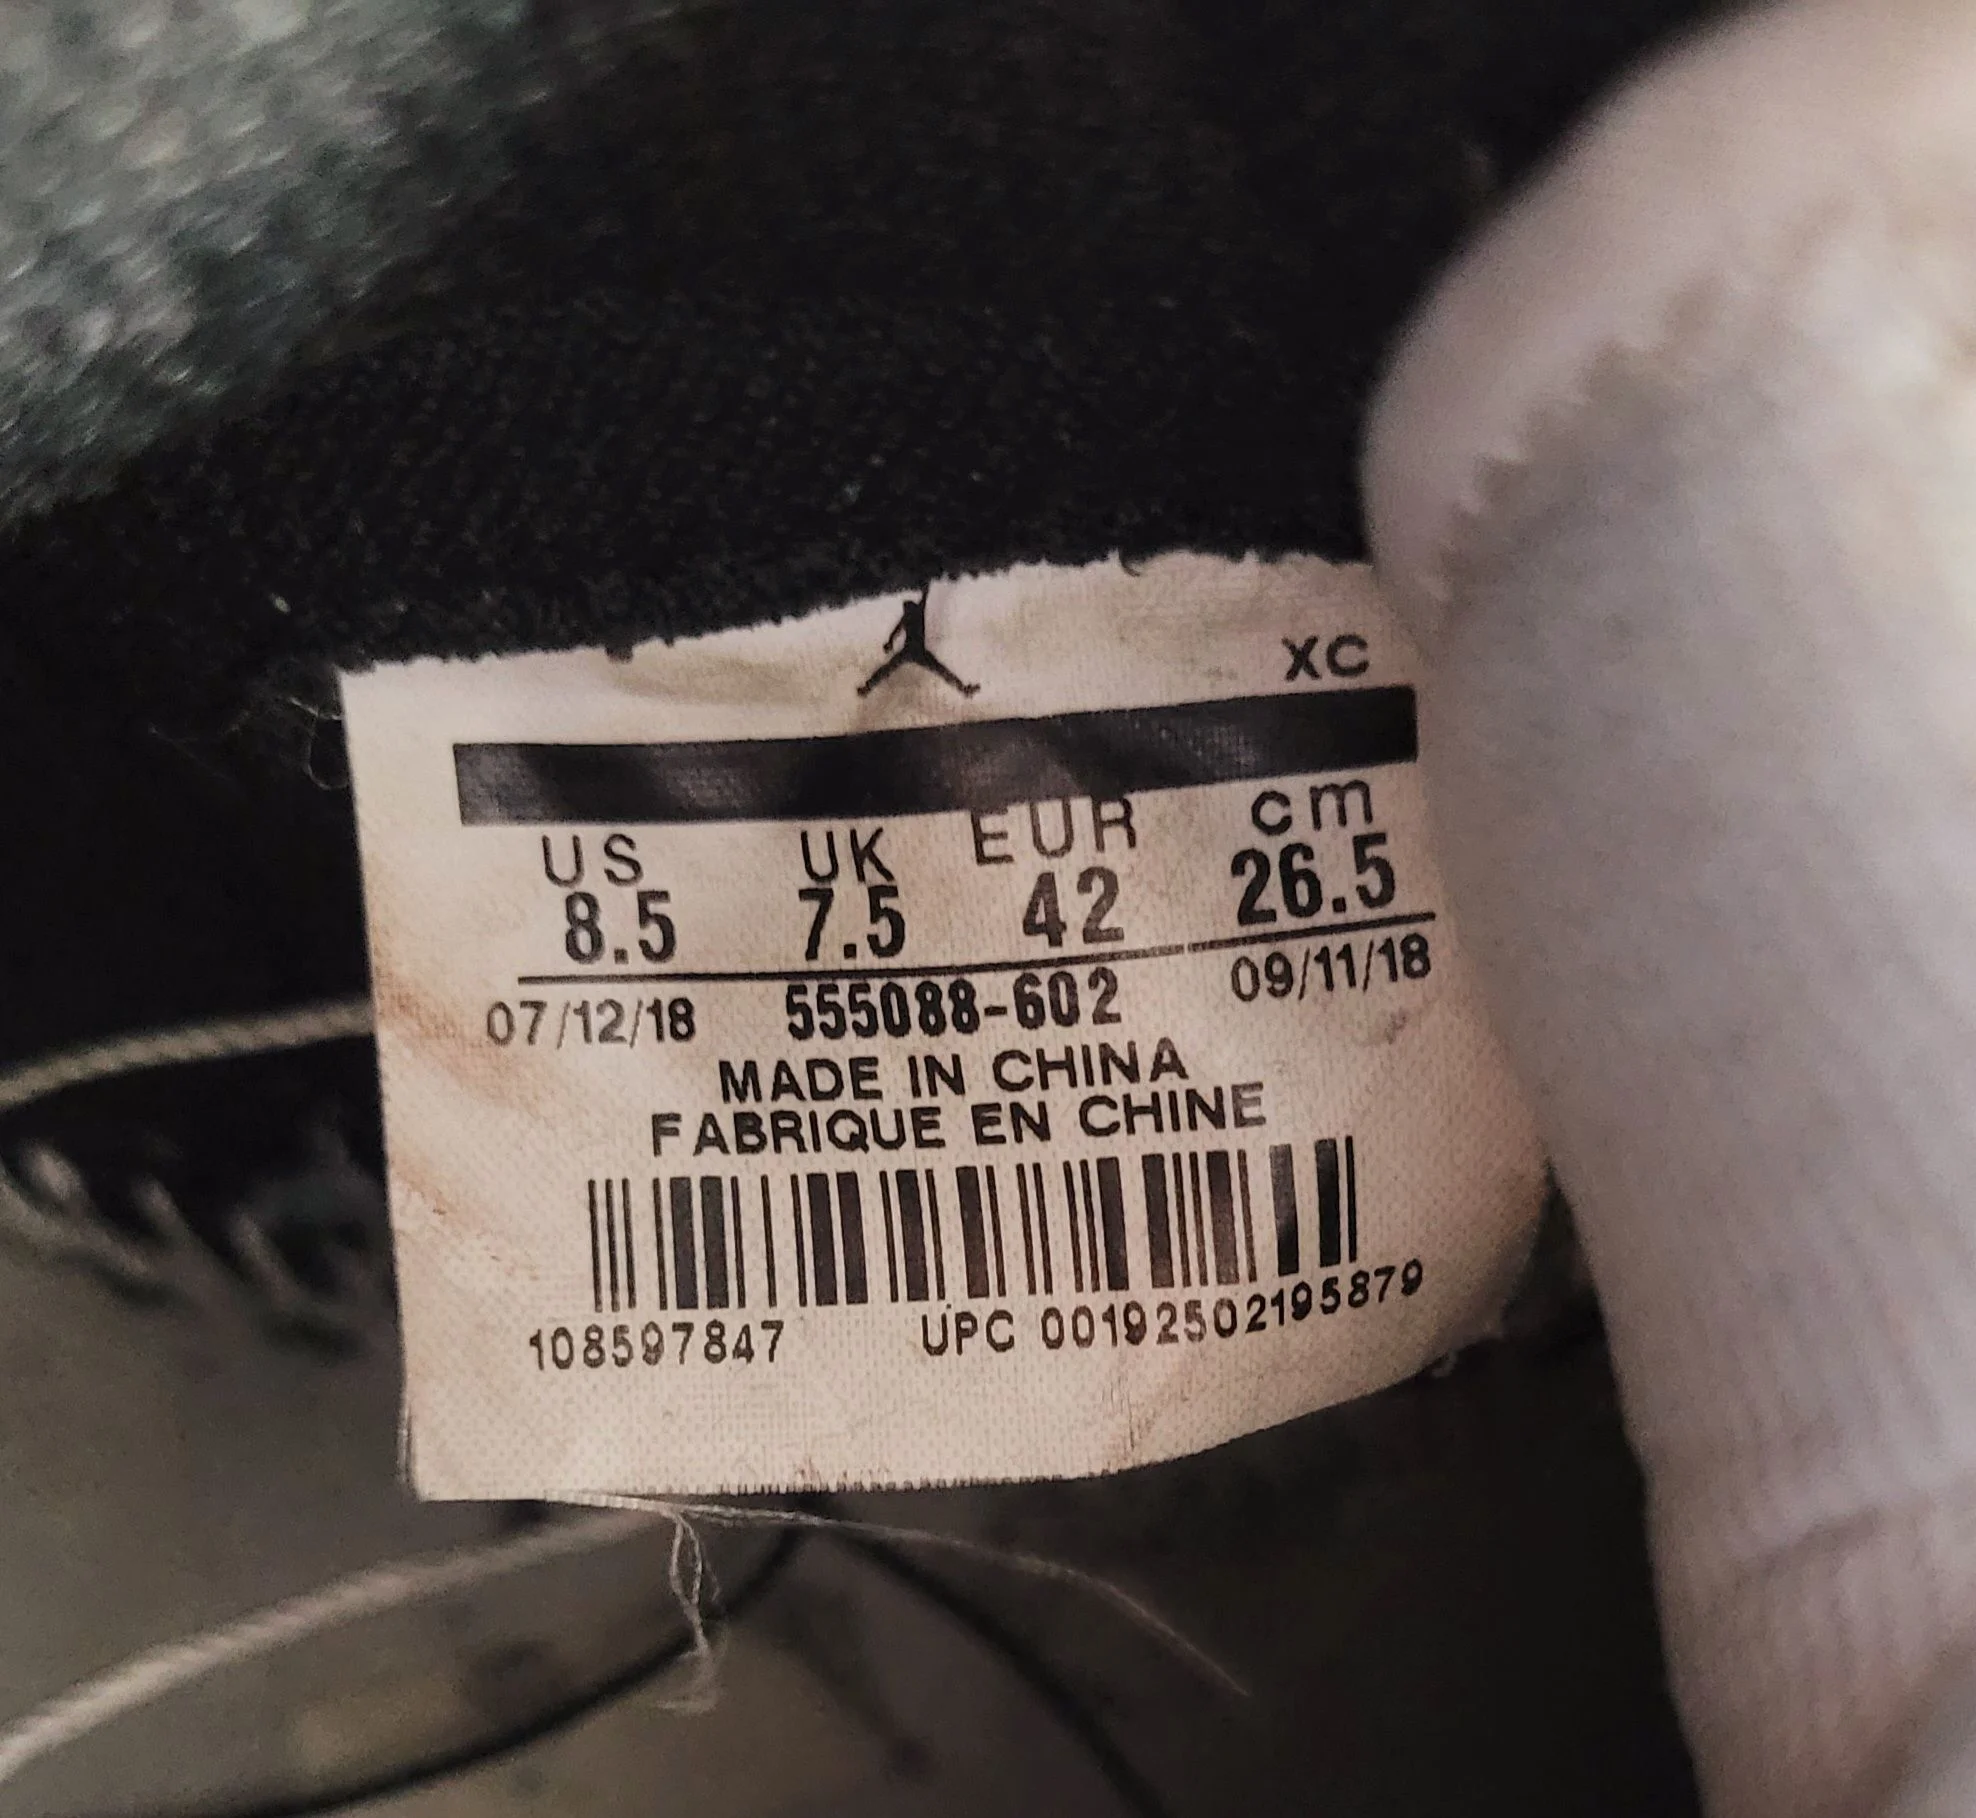 XC
US UK EUR cm
8.5 7.5 42 26.5
07/12/18 555088-602 09/11/18
MADE IN CHINA
FABRIQUE EN CHINE
108597847 UPC 00192502195879